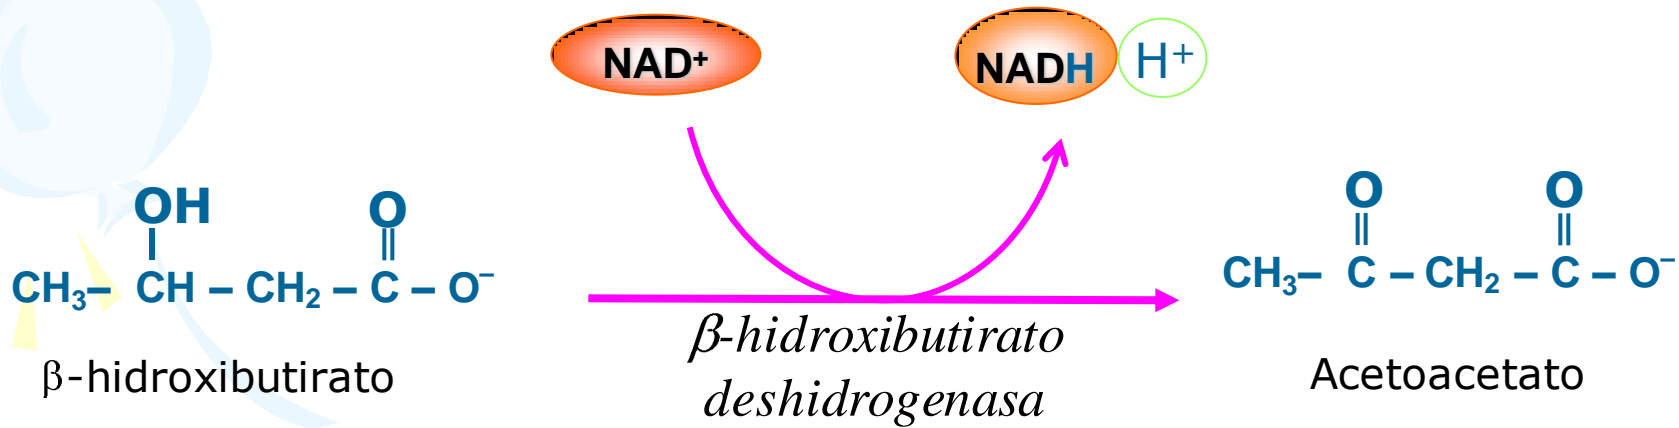 NAD⁺ NADH H⁺
OH O
CH₃– CH – CH₂ – C – O⁻
β-hidroxibutirato
β-hidroxibutirato
deshidrogenasa
O O
CH₃– C – CH₂ – C – O⁻
Acetoacetato